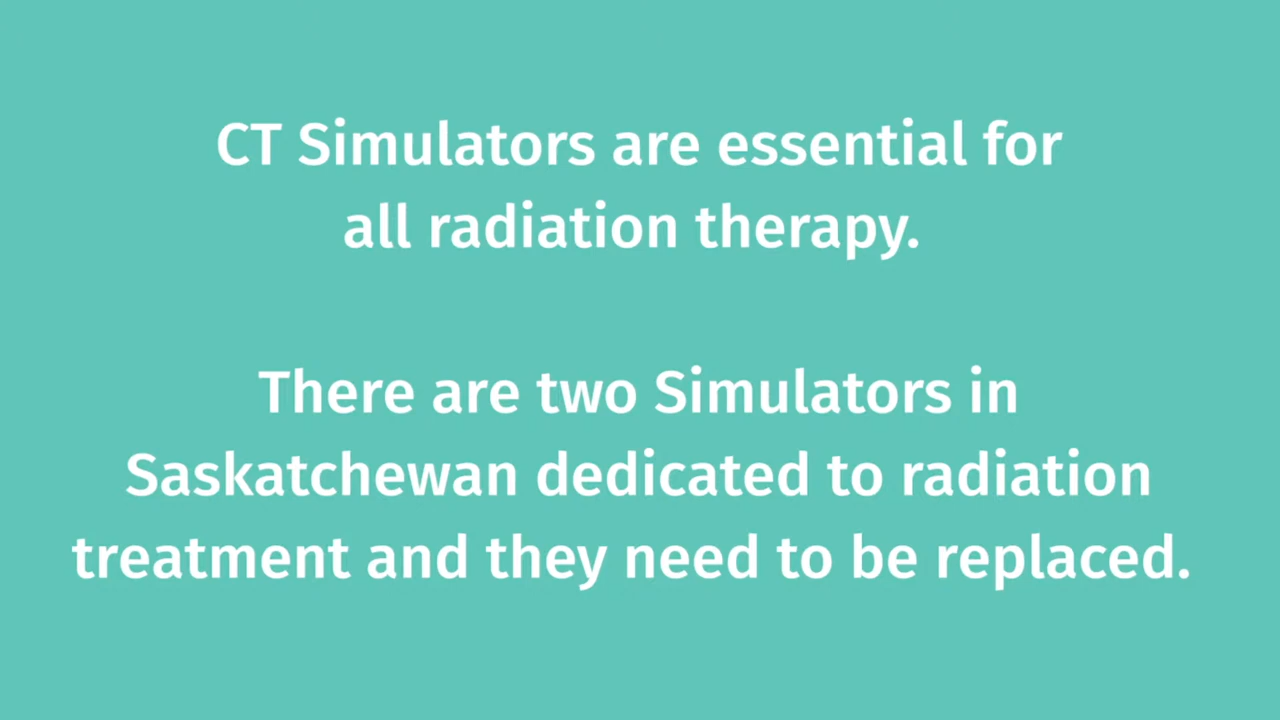 CT Simulators are essential for
all radiation therapy.
There are two Simulators in
Saskatchewan dedicated to radiation
treatment and they need to be replaced.